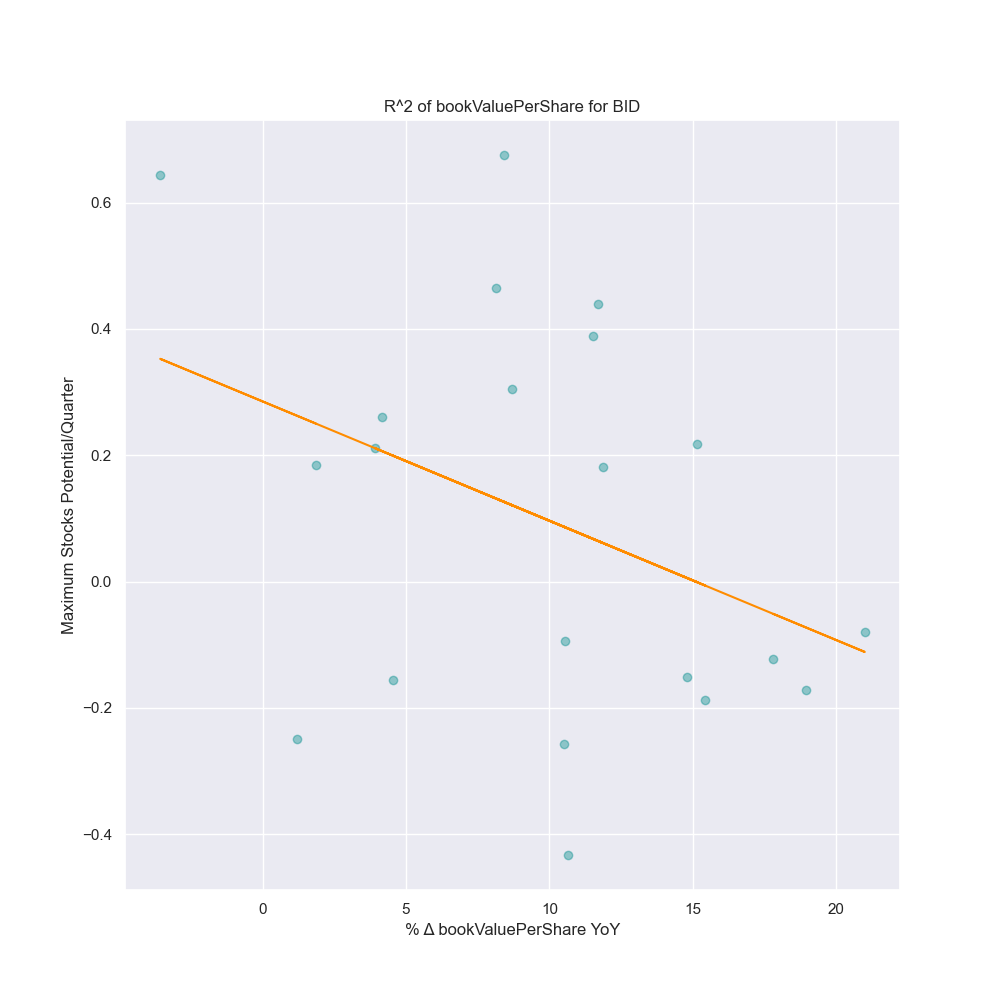 R^2 of bookValuePerShare for BID
Maximum Stocks Potential/Quarter
0.6
0.4
0.2
0.0
−0.2
−0.4
0 5 10 15 20
% Δ bookValuePerShare YoY